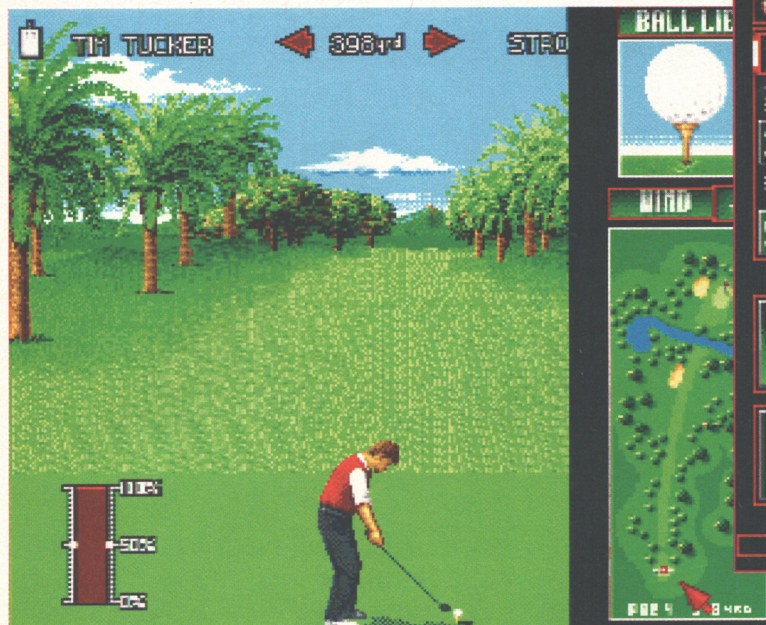 TIM TUCKER
398yd
STRO
BALL LIE
WIND
100%
50%
0%
PAR 4